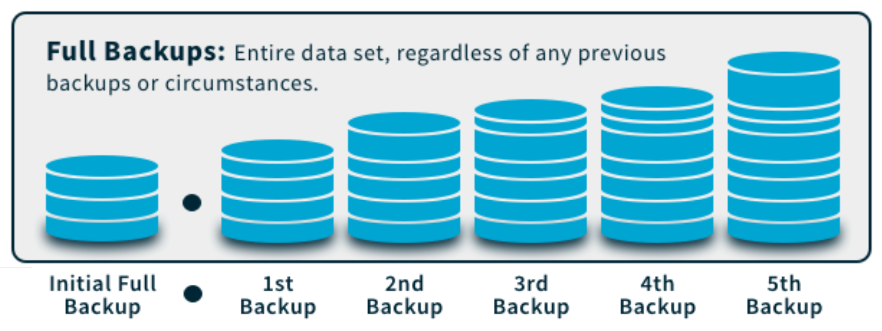 Full Backups: Entire data set, regardless of any previous
backups or circumstances.
Initial Full
Backup
1st
Backup
2nd
Backup
3rd
Backup
4th
Backup
5th
Backup